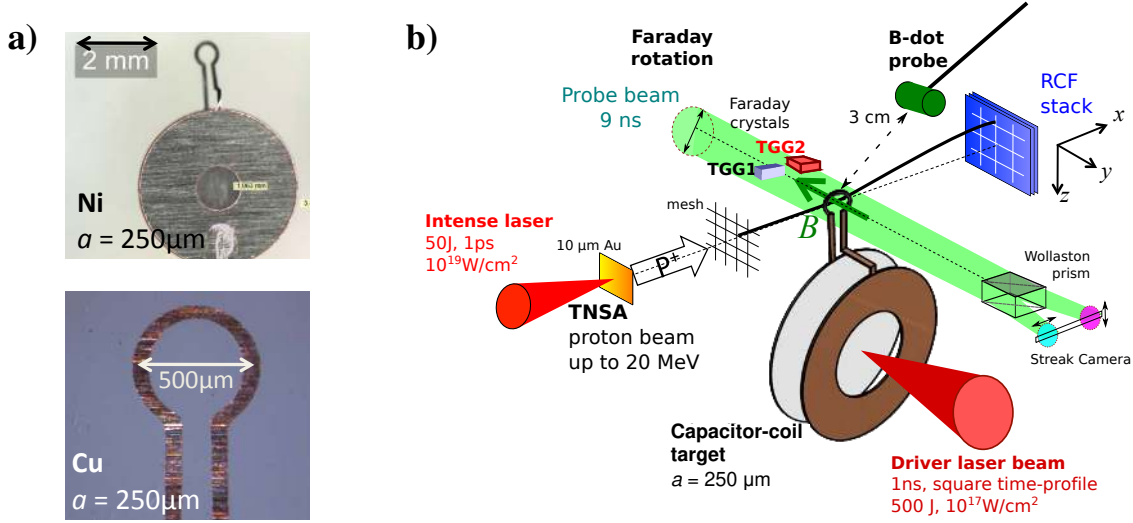 a)
2 mm
Ni
a = 250μm
500μm
Cu
a = 250μm
b)
Faraday
rotation
B-dot
probe
RCF
stack
Probe beam
9 ns
Faraday
crystals
3 cm
TGG2
TGG1
x
y
z
mesh
B
Intense laser
50J, 1ps
10¹⁹W/cm²
10 μm Au
P⁺
TNSA
proton beam
up to 20 MeV
Wollaston
prism
Streak Camera
Capacitor-coil
target
a = 250 μm
Driver laser beam
1ns, square time-profile
500 J, 10¹⁷W/cm²